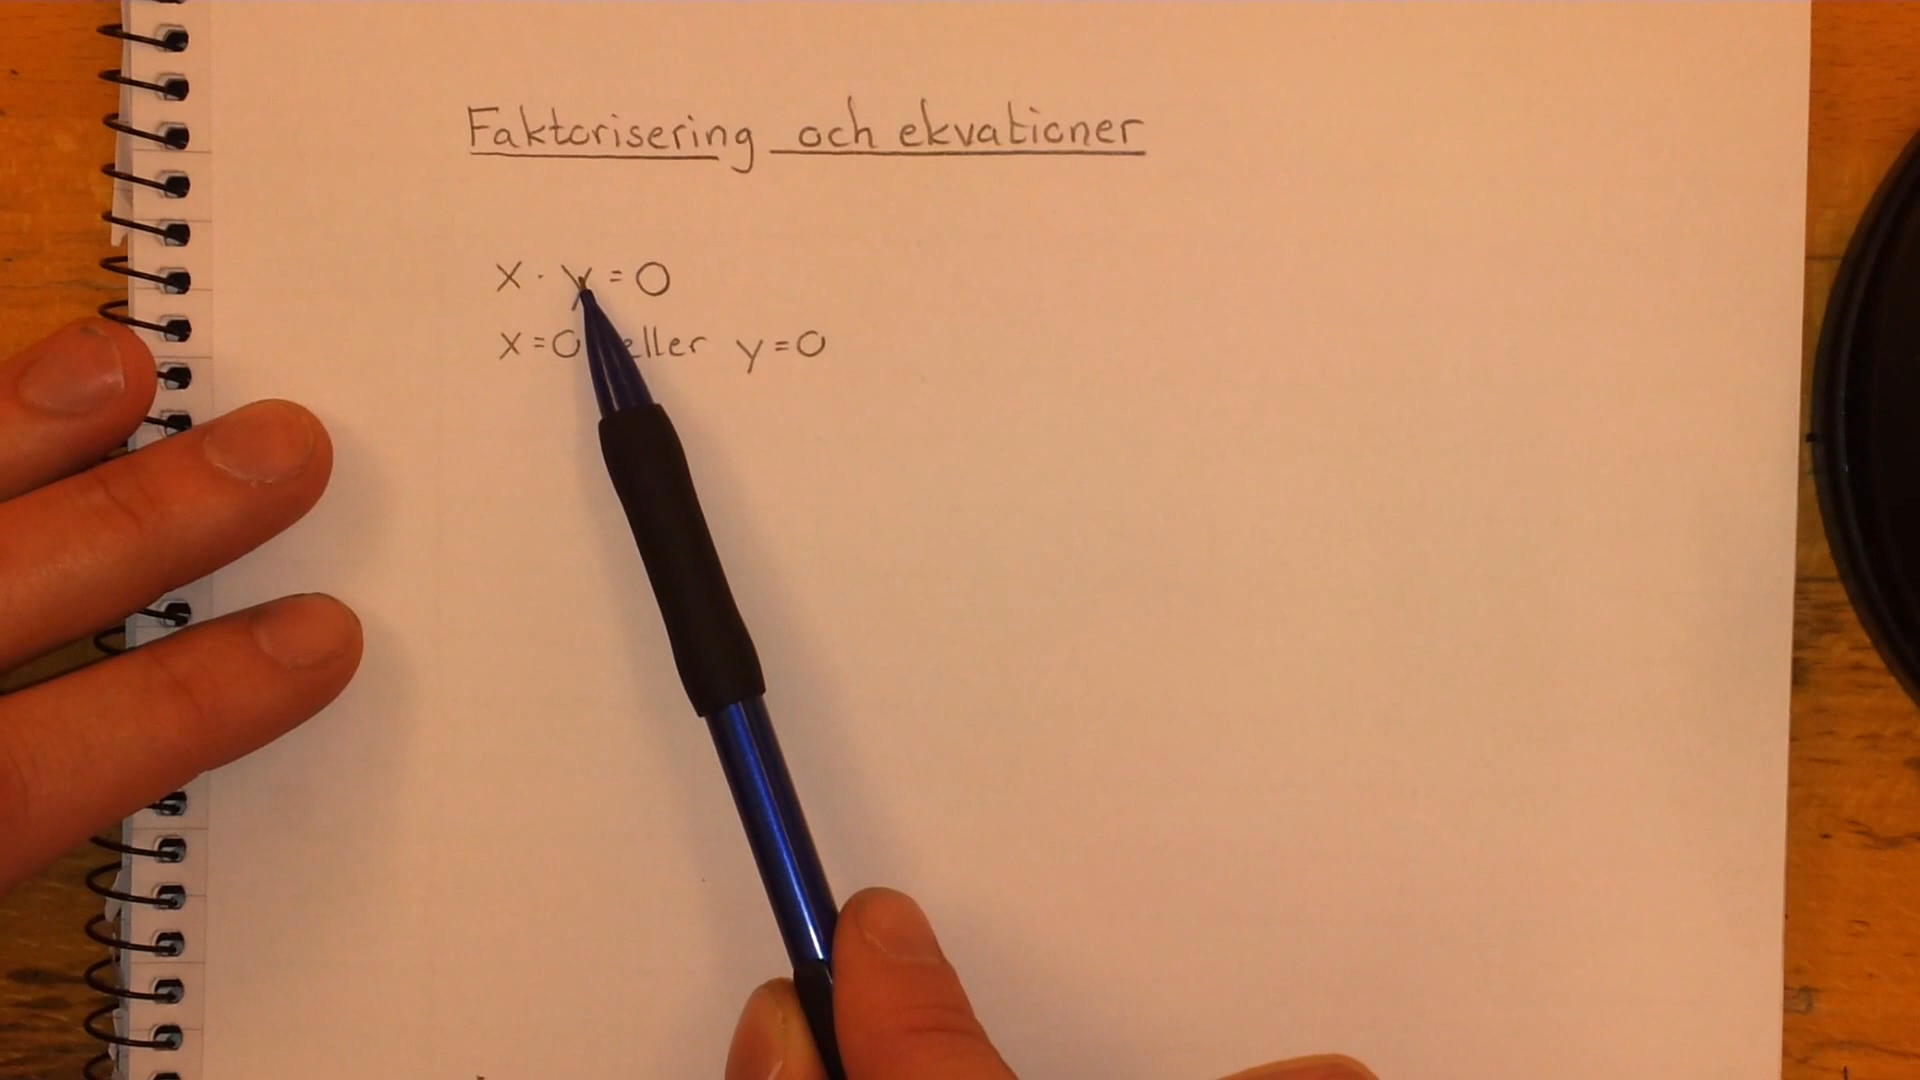 Faktorisering och ekvationer
x · y = 0
x = 0 eller y = 0